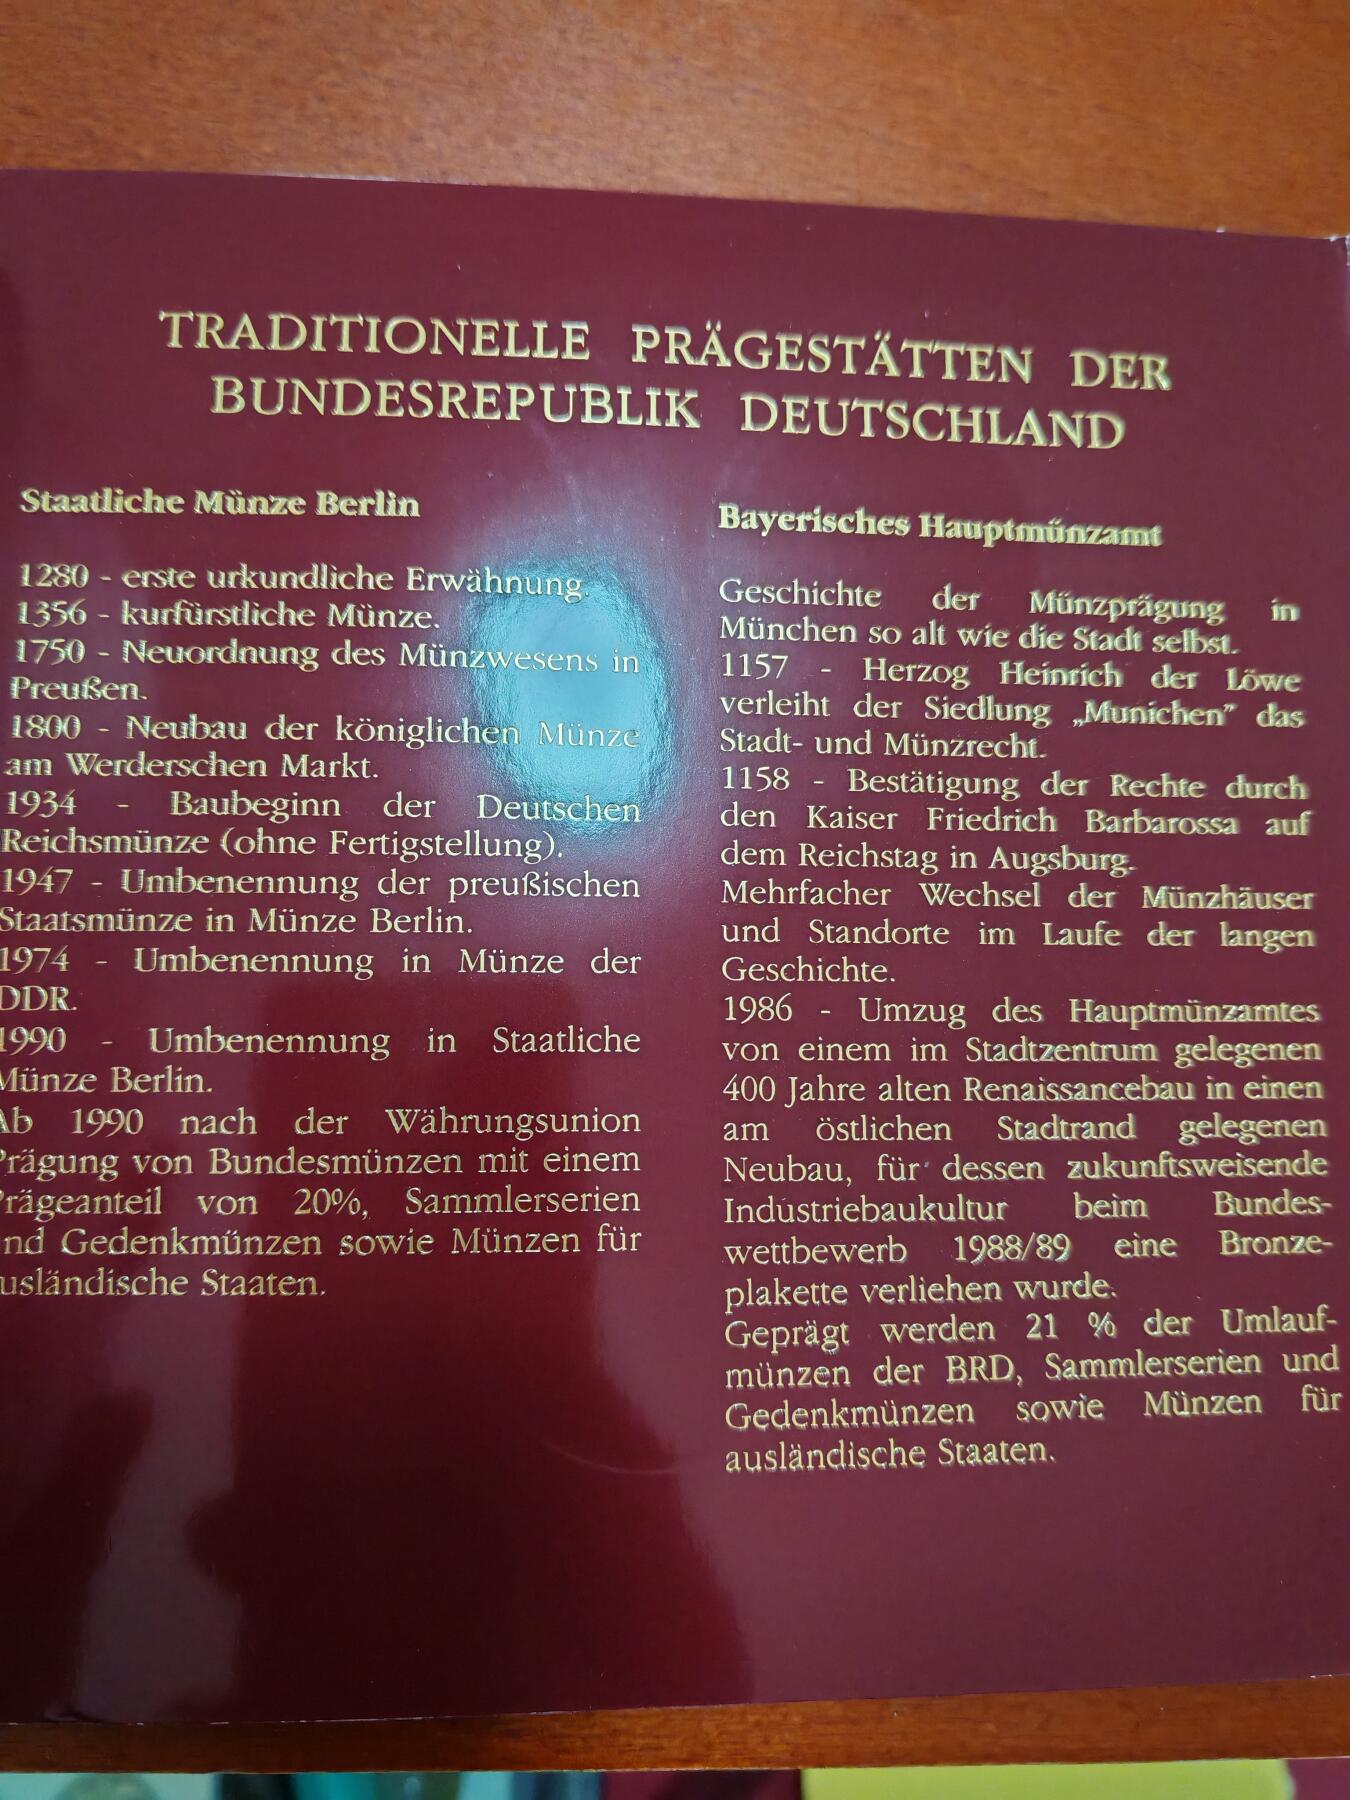 TRADITIONELLE PRÄGESTÄTTEN DER
BUNDESREPUBLIK DEUTSCHLAND
Staatliche Münze Berlin
1280 - erste urkundliche Erwähnung.
1356 - kurfürstliche Münze.
1750 - Neuordnung des Münzwesens in
Preußen.
1800 - Neubau der königlichen Münze
am Werderschen Markt.
1934 - Baubeginn der Deutschen
Reichsmünze (ohne Fertigstellung).
1947 - Umbenennung der preußischen
Staatsmünze in Münze Berlin.
1974 - Umbenennung in Münze der
DDR.
1990 - Umbenennung in Staatliche
Münze Berlin.
Ab 1990 nach der Währungsunion
Prägung von Bundesmünzen mit einem
Prägeanteil von 20%, Sammlerserien
und Gedenkmünzen sowie Münzen für
ausländische Staaten.
Bayerisches Hauptmünzamt
Geschichte der Münzprägung in
München so alt wie die Stadt selbst.
1157 - Herzog Heinrich der Löwe
verleiht der Siedlung „Munichen” das
Stadt- und Münzrecht.
1158 - Bestätigung der Rechte durch
den Kaiser Friedrich Barbarossa auf
dem Reichstag in Augsburg.
Mehrfacher Wechsel der Münzhäuser
und Standorte im Laufe der langen
Geschichte.
1986 - Umzug des Hauptmünzamtes
von einem im Stadtzentrum gelegenen
400 Jahre alten Renaissancebau in einen
am östlichen Stadtrand gelegenen
Neubau, für dessen zukunftsweisende
Industriebaukultur beim Bundes-
wettbewerb 1988/89 eine Bronze-
plakette verliehen wurde.
Geprägt werden 21 % der Umlauf-
münzen der BRD, Sammlerserien und
Gedenkmünzen sowie Münzen für
ausländische Staaten.